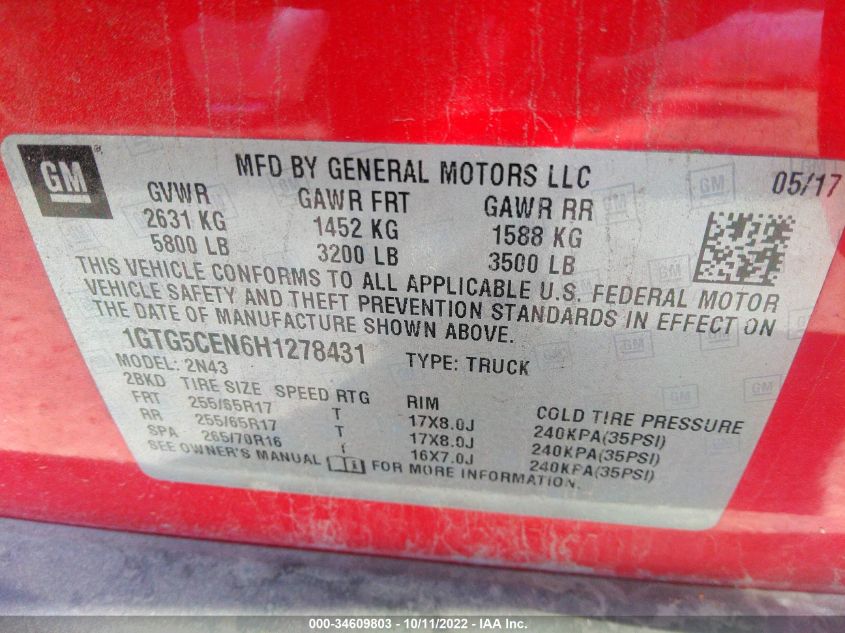 GM
MFD BY GENERAL MOTORS LLC
05/17
GVWR GAWR FRT GAWR RR
2631 KG 1452 KG 1588 KG
5800 LB 3200 LB 3500 LB
THIS VEHICLE CONFORMS TO ALL APPLICABLE U.S. FEDERAL MOTOR
VEHICLE SAFETY AND THEFT PREVENTION STANDARDS IN EFFECT ON
THE DATE OF MANUFACTURE SHOWN ABOVE.
1GTG5CEN6H1278431 TYPE: TRUCK
MODEL: 2N43
2BKD TIRE SIZE SPEED RTG RIM COLD TIRE PRESSURE
FRT 255/65R17 T 17X8.0J 240KPA(35PSI)
RR 255/65R17 T 17X8.0J 240KPA(35PSI)
SPA 265/70R16 16X7.0J 240KPA(35PSI)
SEE OWNER'S MANUAL FOR MORE INFORMATION.
000-34609803 - 10/11/2022 - IAA Inc.